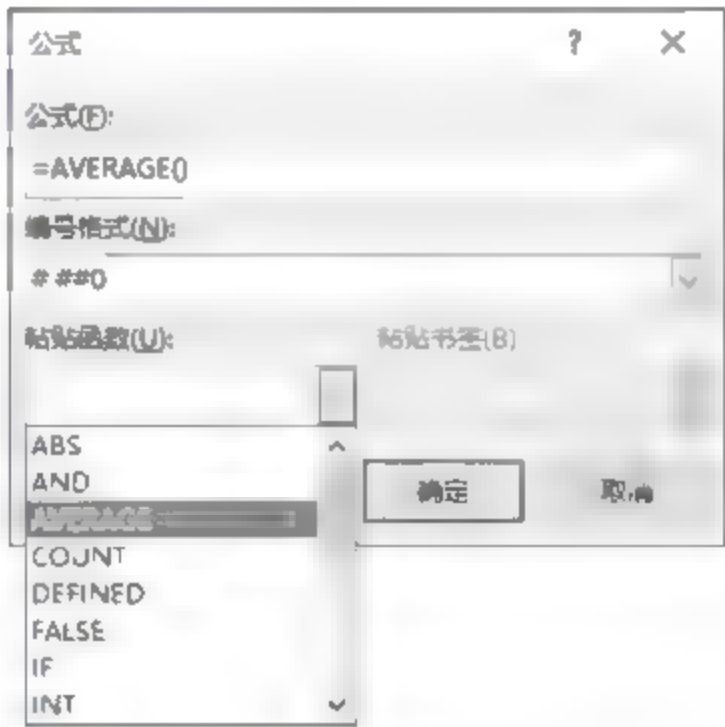 公式 ? ×
公式(F):
=AVERAGE()
编号格式(N):
#,##0
粘贴函数(U): 粘贴书签(B)
ABS
AND
AVERAGE
COUNT
DEFINED
FALSE
IF
INT
确定 取消